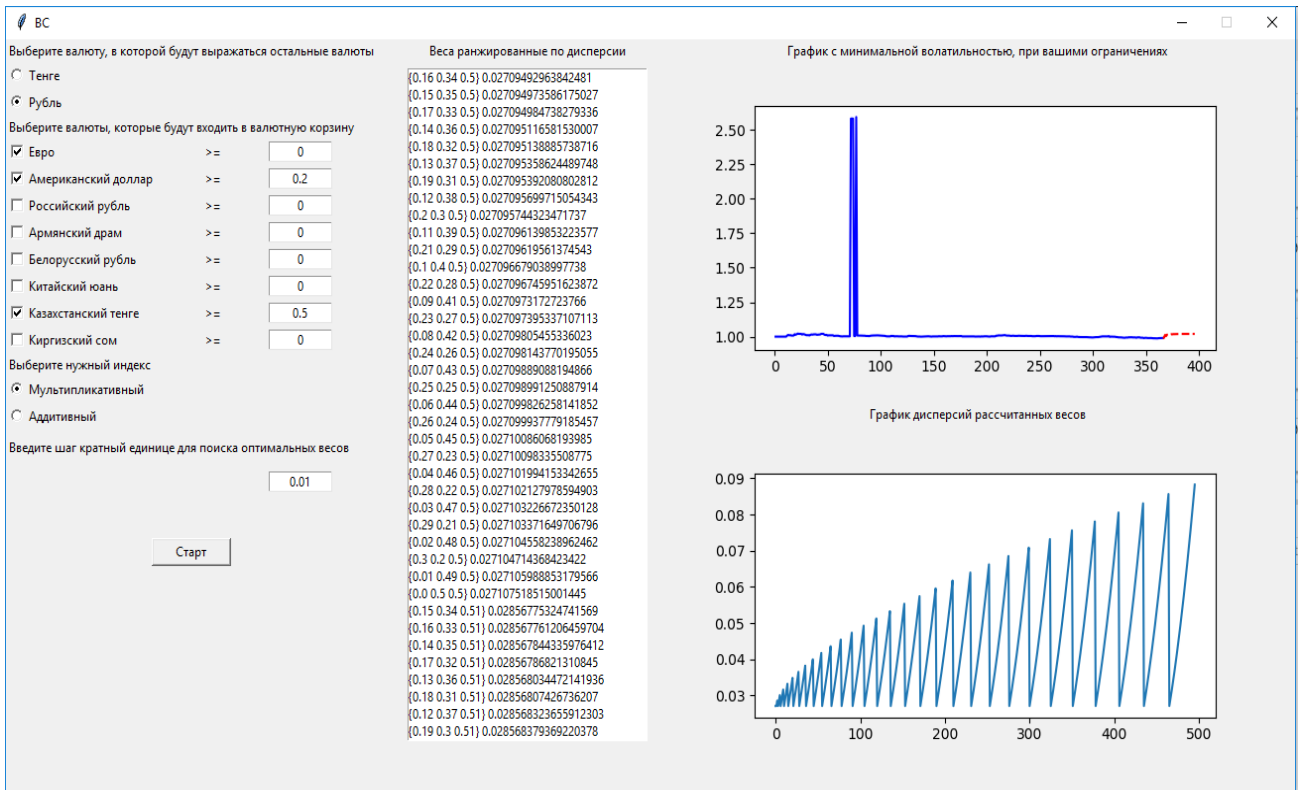 BC
Выберите валюту, в которой будут выражаться остальные валюты
Тенге
Рубль
Выберите валюты, которые будут входить в валютную корзину
Евро >= 0
Американский доллар >= 0.2
Российский рубль >= 0
Армянский драм >= 0
Белорусский рубль >= 0
Китайский юань >= 0
Казахстанский тенге >= 0.5
Киргизский сом >= 0
Выберите нужный индекс
Мультипликативный
Аддитивный
Введите шаг кратный единице для поиска оптимальных весов
0.01
Старт
Веса ранжированные по дисперсии
{0.16 0.34 0.5} 0.02709492963842481
{0.15 0.35 0.5} 0.027094973586175027
{0.17 0.33 0.5} 0.027094984738279336
{0.14 0.36 0.5} 0.027095116581530007
{0.18 0.32 0.5} 0.027095138885738716
{0.13 0.37 0.5} 0.027095358624489748
{0.19 0.31 0.5} 0.027095392080802812
{0.12 0.38 0.5} 0.027095699715054343
{0.2 0.3 0.5} 0.027095744323471737
{0.11 0.39 0.5} 0.027096139853223577
{0.21 0.29 0.5} 0.02709619561374543
{0.1 0.4 0.5} 0.027096679038997738
{0.22 0.28 0.5} 0.027096745951623872
{0.09 0.41 0.5} 0.0270973172723766
{0.23 0.27 0.5} 0.027097395337107113
{0.08 0.42 0.5} 0.02709805455336023
{0.24 0.26 0.5} 0.027098143770195055
{0.07 0.43 0.5} 0.02709889088194866
{0.25 0.25 0.5} 0.027098991250887914
{0.06 0.44 0.5} 0.027099826258141852
{0.26 0.24 0.5} 0.027099937779185457
{0.05 0.45 0.5} 0.02710086068193985
{0.27 0.23 0.5} 0.02710098335508775
{0.04 0.46 0.5} 0.027101994153342655
{0.28 0.22 0.5} 0.027102127978594903
{0.03 0.47 0.5} 0.027103226672350128
{0.29 0.21 0.5} 0.027103371649706796
{0.02 0.48 0.5} 0.027104558238962462
{0.3 0.2 0.5} 0.027104714368423422
{0.01 0.49 0.5} 0.027105988853179566
{0.0 0.5 0.5} 0.027107518515001445
{0.15 0.34 0.51} 0.02856775324741569
{0.16 0.33 0.51} 0.028567761206459704
{0.14 0.35 0.51} 0.028567844335976412
{0.17 0.32 0.51} 0.02856786821310845
{0.13 0.36 0.51} 0.028568034472141936
{0.18 0.31 0.51} 0.02856807426736207
{0.12 0.37 0.51} 0.028568323655912303
{0.19 0.3 0.51} 0.028568379369220378
График с минимальной волатильностью, при вашими ограничениях
2.50
2.25
2.00
1.75
1.50
1.25
1.00
0 50 100 150 200 250 300 350 400
График дисперсий рассчитанных весов
0.09
0.08
0.07
0.06
0.05
0.04
0.03
0 100 200 300 400 500